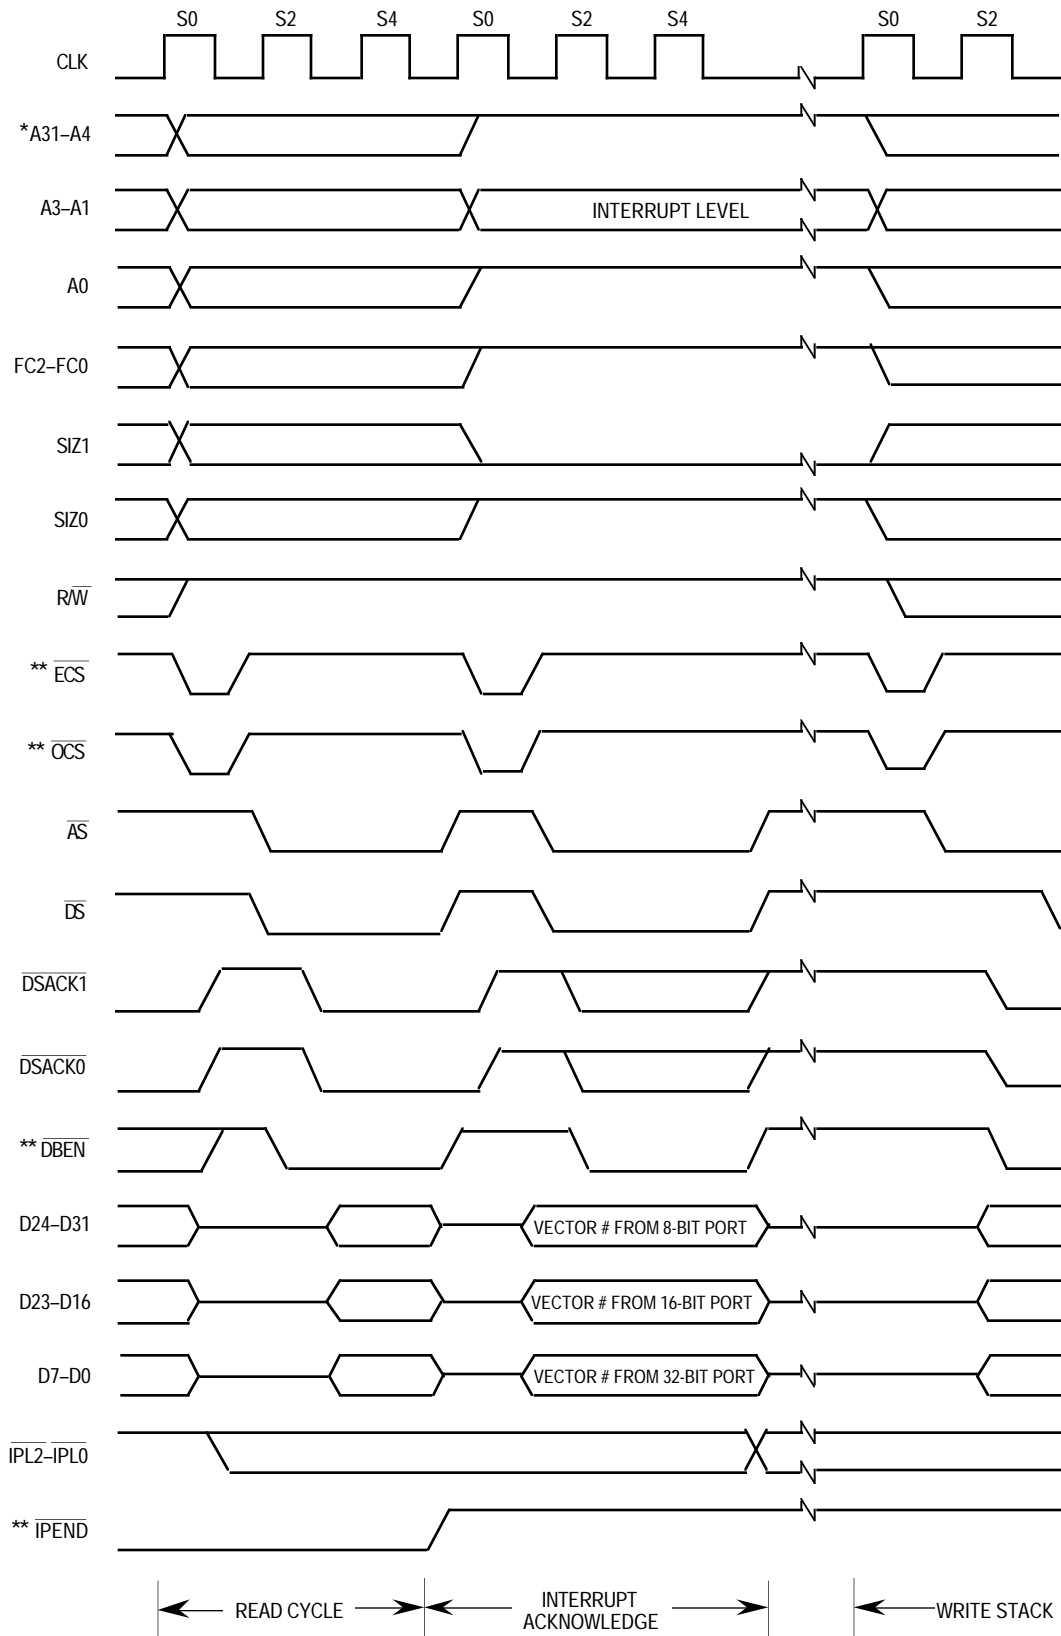 S0 S2 S4 S0 S2 S4 S0 S2
CLK
*A31–A4
A3–A1
INTERRUPT LEVEL
A0
FC2–FC0
SIZ1
SIZ0
R/W
** ECS
** OCS
AS
DS
DSACK1
DSACK0
** DBEN
D24–D31
VECTOR # FROM 8-BIT PORT
D23–D16
VECTOR # FROM 16-BIT PORT
D7–D0
VECTOR # FROM 32-BIT PORT
IPL2–IPL0
** IPEND
READ CYCLE
INTERRUPT
ACKNOWLEDGE
WRITE STACK